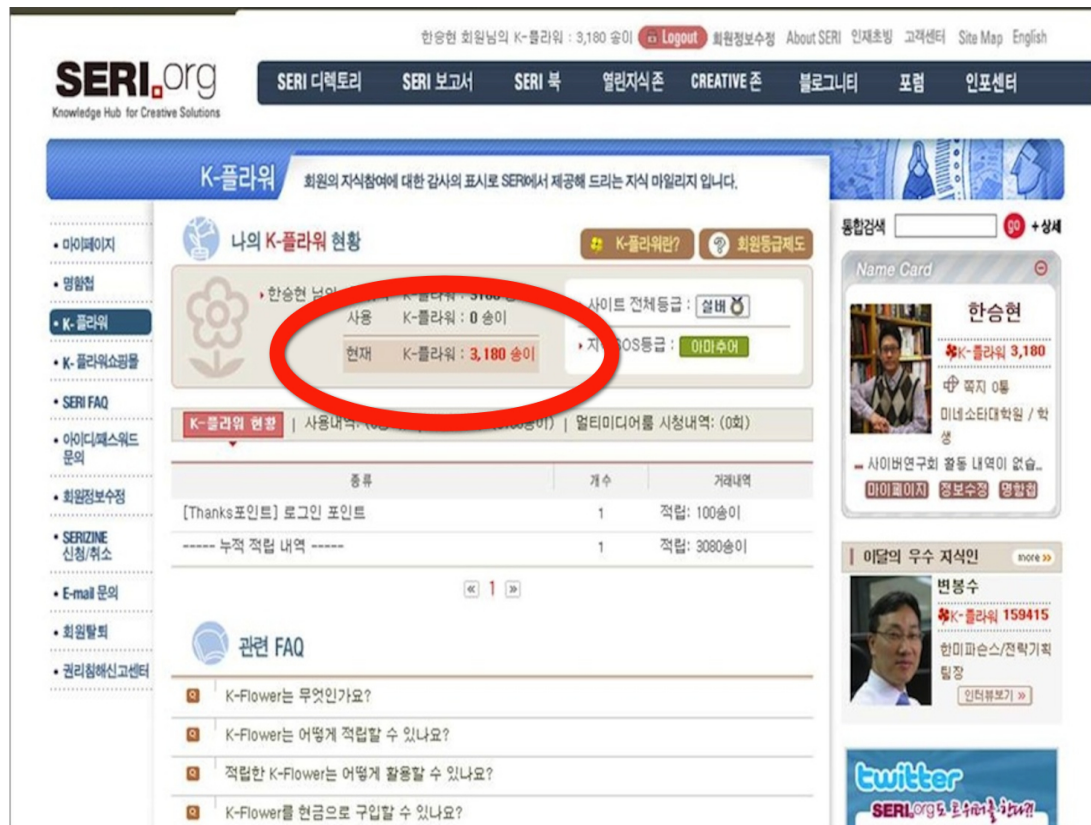 한승현 회원님의 K-플라워 : 3,180 송이 Logout 회원정보수정 About SERI 인재초빙 고객센터 Site Map English
SERI.org
Knowledge Hub for Creative Solutions
SERI 디렉토리 SERI 보고서 SERI 북 열린지식 존 CREATIVE 존 블로그니티 포럼 인포센터
K-플라워 회원의 지식참여에 대한 감사의 표시로 SERI에서 제공해 드리는 지식 마일리지 입니다.
• 마이페이지
• 명함첩
• K-플라워
• K-플라워쇼핑몰
• SERI FAQ
• 아이디/패스워드
문의
• 회원정보수정
• SERIZINE
신청/취소
• E-mail 문의
• 회원탈퇴
• 권리침해신고센터
나의 K-플라워 현황
K-플라워란? 회원등급제도
한승현 님의 K-플라워 : 3180
사용 K-플라워 : 0 송이
현재 K-플라워 : 3,180 송이
사이트 전체등급 : 실버
SOS등급 : 아마추어
K-플라워 현황 | 사용내역: | 멀티미디어룸 시청내역: (0회)
종류 개수 거래내역
[Thanks포인트] 로그인 포인트 1 적립: 100송이
----- 누적 적립 내역 ----- 1 적립: 3080송이
« 1 »
관련 FAQ
Q K-Flower는 무엇인가요?
Q K-Flower는 어떻게 적립할 수 있나요?
Q 적립한 K-Flower는 어떻게 활용할 수 있나요?
Q K-Flower를 현금으로 구입할 수 있나요?
통합검색 go +상세
Name Card
한승현
K-플라워 3,180
쪽지 0통
미네소타대학원 / 학
생
사이버연구회 활동 내역이 없습..
마이페이지 정보수정 명함첩
이달의 우수 지식인 more »
변봉수
K-플라워 159415
한미파슨스/전략기획
팀장
인터뷰보기 »
twitter
SERI.org도 트위터를 한다?!